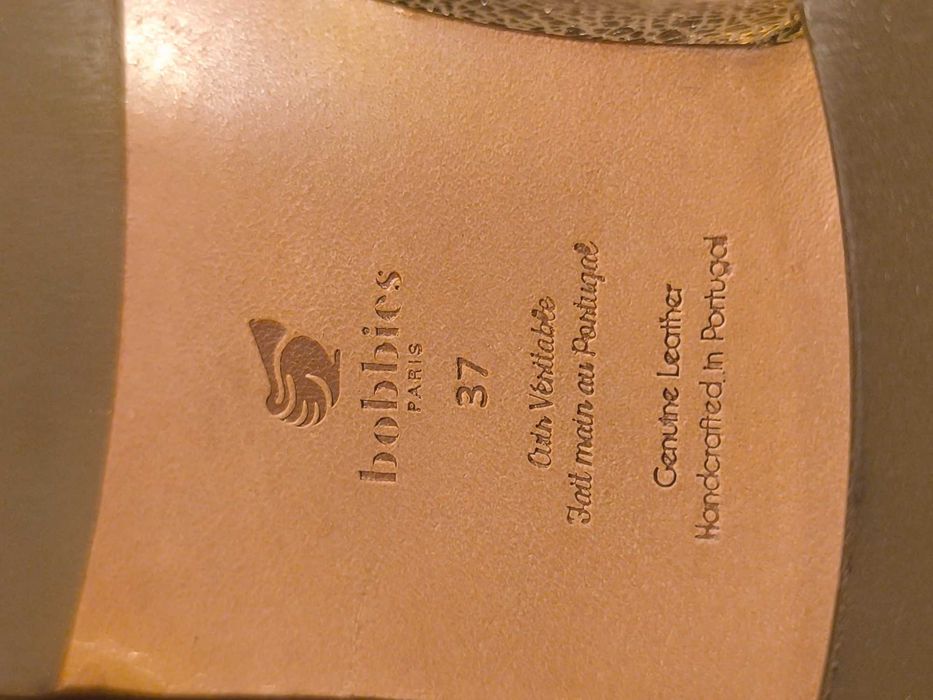 bobbies
PARIS
37
Cuir Véritable
Fait main au Portugal
Genuine Leather
Handcrafted in Portugal